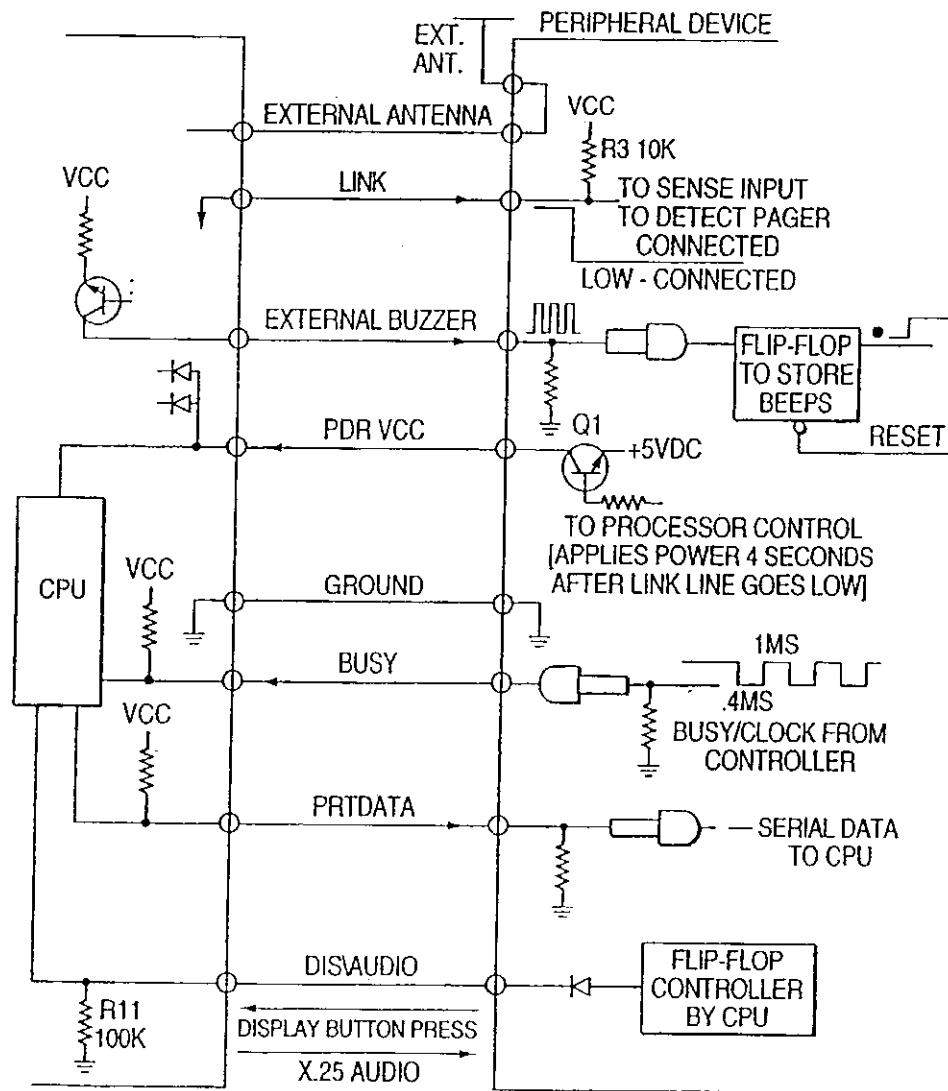 PERIPHERAL DEVICE
EXT.
ANT.
EXTERNAL ANTENNA
VCC
R3 10K
VCC
LINK
TO SENSE INPUT
TO DETECT PAGER
CONNECTED
LOW - CONNECTED
EXTERNAL BUZZER
FLIP-FLOP
TO STORE
BEEPS
RESET
PDR VCC
Q1
+5VDC
TO PROCESSOR CONTROL
[APPLIES POWER 4 SECONDS
AFTER LINK LINE GOES LOW]
CPU
VCC
GROUND
BUSY
1MS
.4MS
BUSY/CLOCK FROM
CONTROLLER
VCC
PRTDATA
SERIAL DATA
TO CPU
DIS\AUDIO
FLIP-FLOP
CONTROLLER
BY CPU
R11
100K
DISPLAY BUTTON PRESS
X.25 AUDIO